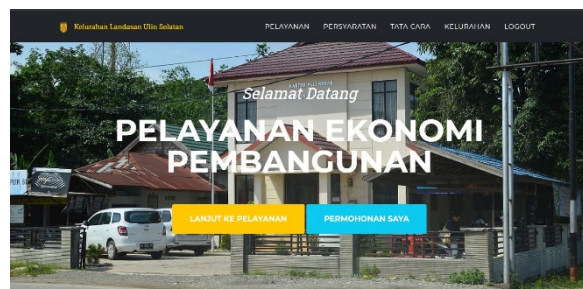 Kelurahan Landasan Ulin Selatan
PELAYANAN PERSYARATAN TATA CARA KELURAHAN LOGOUT
Selamat Datang
PELAYANAN EKONOMI
PEMBANGUNAN
LANJUT KE PELAYANAN PERMOHONAN SAYA